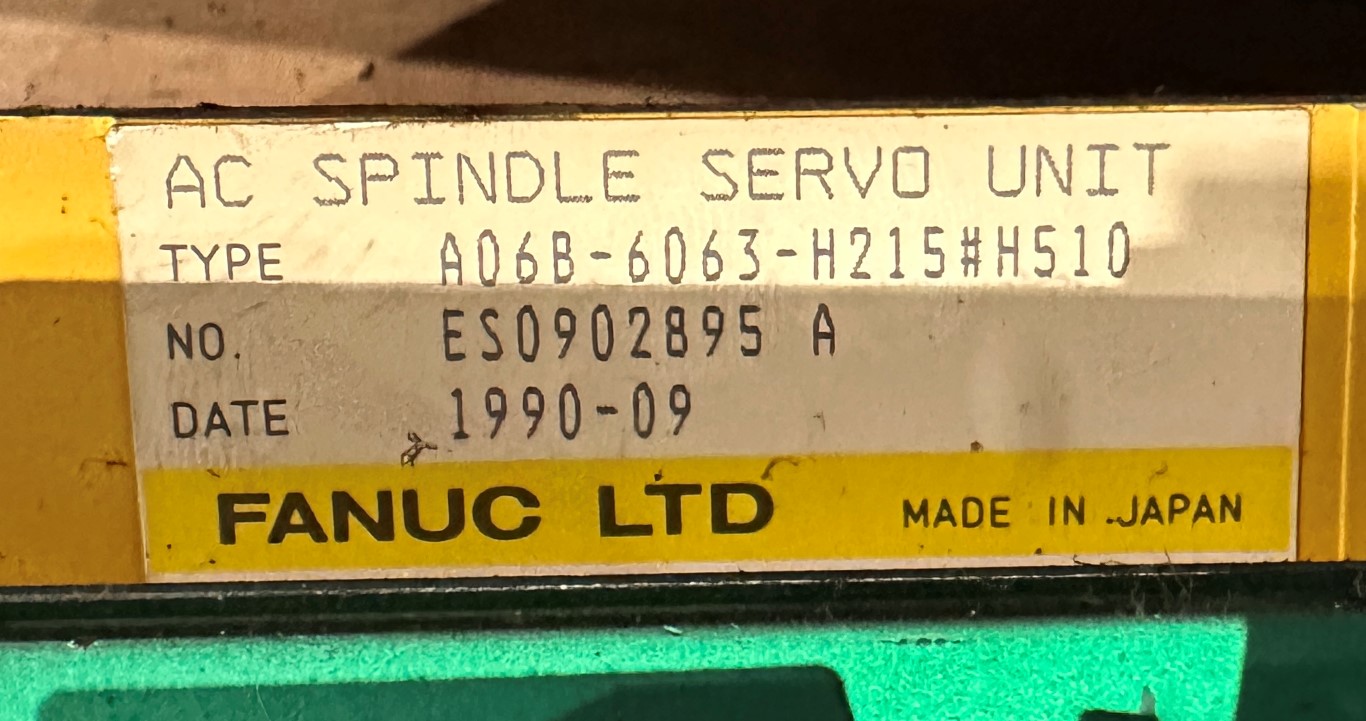 AC SPINDLE SERVO UNIT
TYPE A06B-6063-H215#H510
NO. ES0902895 A
DATE 1990-09
FANUC LTD MADE IN JAPAN